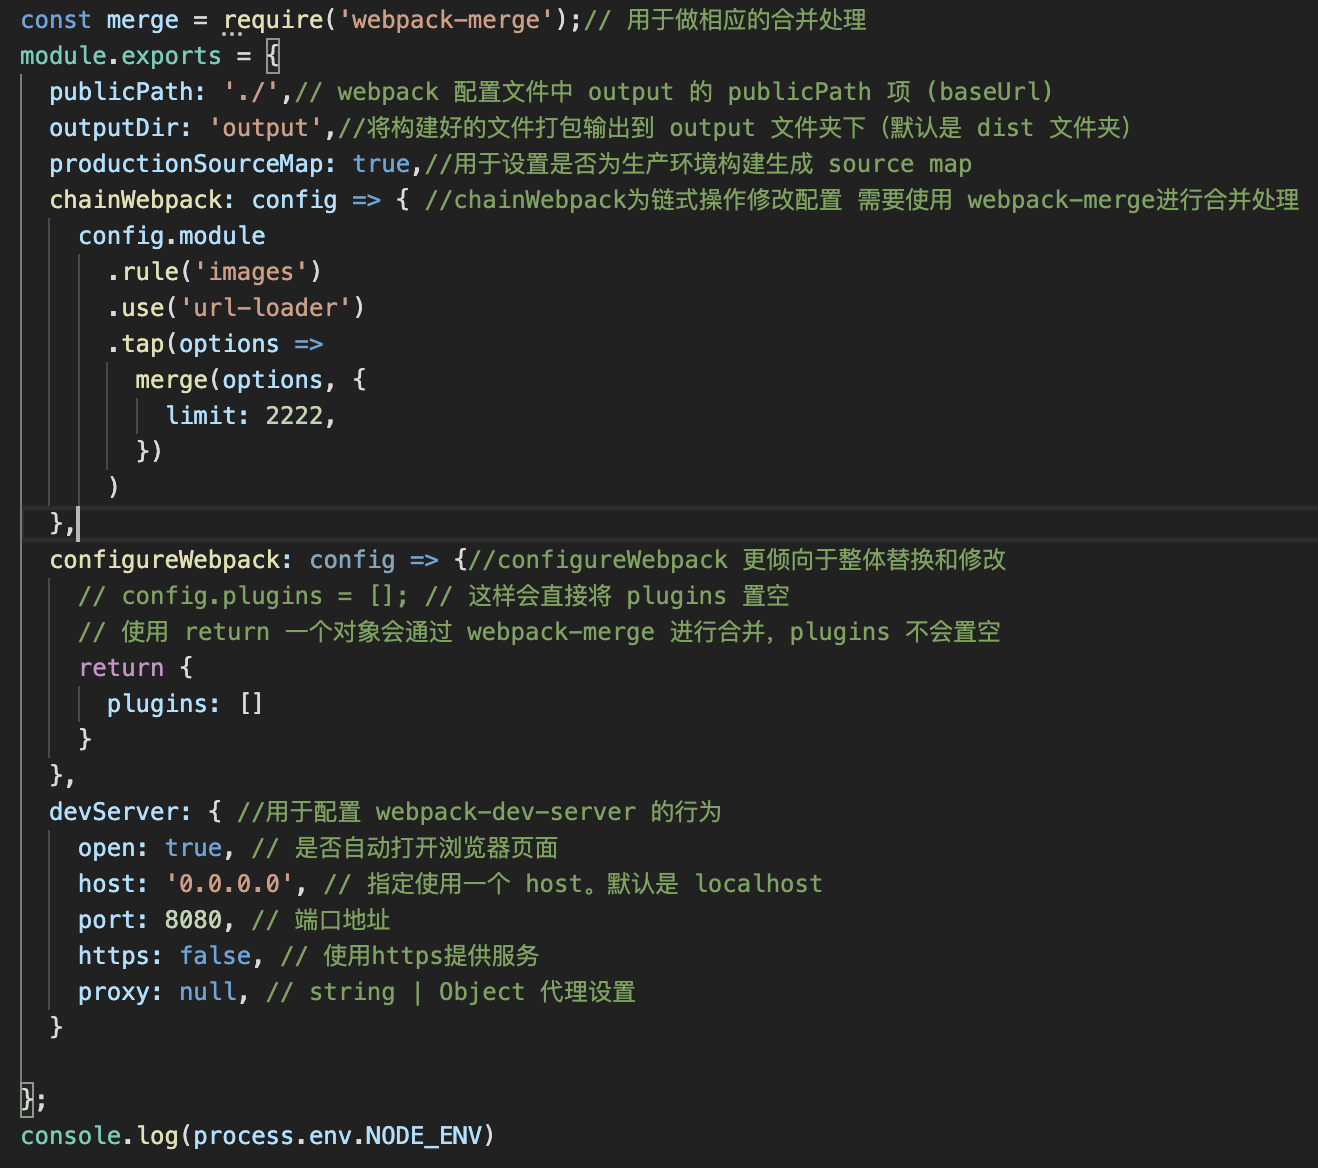 const merge = require('webpack-merge');// 用于做相应的合并处理
module.exports = {
  publicPath: './',// webpack 配置文件中 output 的 publicPath 项 (baseUrl)
  outputDir: 'output',//将构建好的文件打包输出到 output 文件夹下（默认是 dist 文件夹）
  productionSourceMap: true,//用于设置是否为生产环境构建生成 source map
  chainWebpack: config => { //chainWebpack为链式操作修改配置 需要使用 webpack-merge进行合并处理
    config.module
      .rule('images')
      .use('url-loader')
      .tap(options =>
        merge(options, {
          limit: 2222,
        })
      )
  },
  configureWebpack: config => {//configureWebpack 更倾向于整体替换和修改
    // config.plugins = []; // 这样会直接将 plugins 置空
    // 使用 return 一个对象会通过 webpack-merge 进行合并，plugins 不会置空
    return {
      plugins: []
    }
  },
  devServer: { //用于配置 webpack-dev-server 的行为
    open: true, // 是否自动打开浏览器页面
    host: '0.0.0.0', // 指定使用一个 host。默认是 localhost
    port: 8080, // 端口地址
    https: false, // 使用https提供服务
    proxy: null, // string | Object 代理设置
  }
};
console.log(process.env.NODE_ENV)